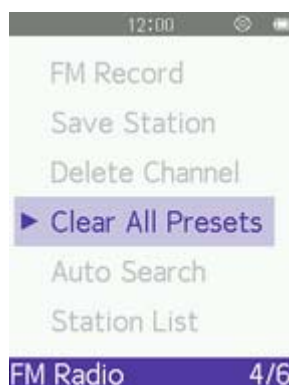 12:00
FM Record
Save Station
Delete Channel
Clear All Presets
Auto Search
Station List
FM Radio 4/6